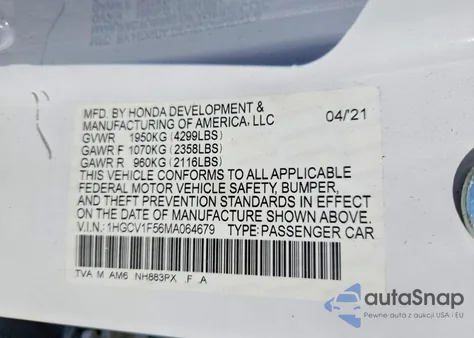 MFD. BY HONDA DEVELOPMENT &
MANUFACTURING OF AMERICA, LLC 04/'21
GVWR 1950KG (4299LBS)
GAWR F 1070KG (2358LBS)
GAWR R 960KG (2116LBS)
THIS VEHICLE CONFORMS TO ALL APPLICABLE
FEDERAL MOTOR VEHICLE SAFETY, BUMPER,
AND THEFT PREVENTION STANDARDS IN EFFECT
ON THE DATE OF MANUFACTURE SHOWN ABOVE.
V.I.N.: 1HGCV1F56MA064679 TYPE:PASSENGER CAR
TVA M AM6 NH883PX F A
autoSnap
Pewne auta z aukcji USA i EU